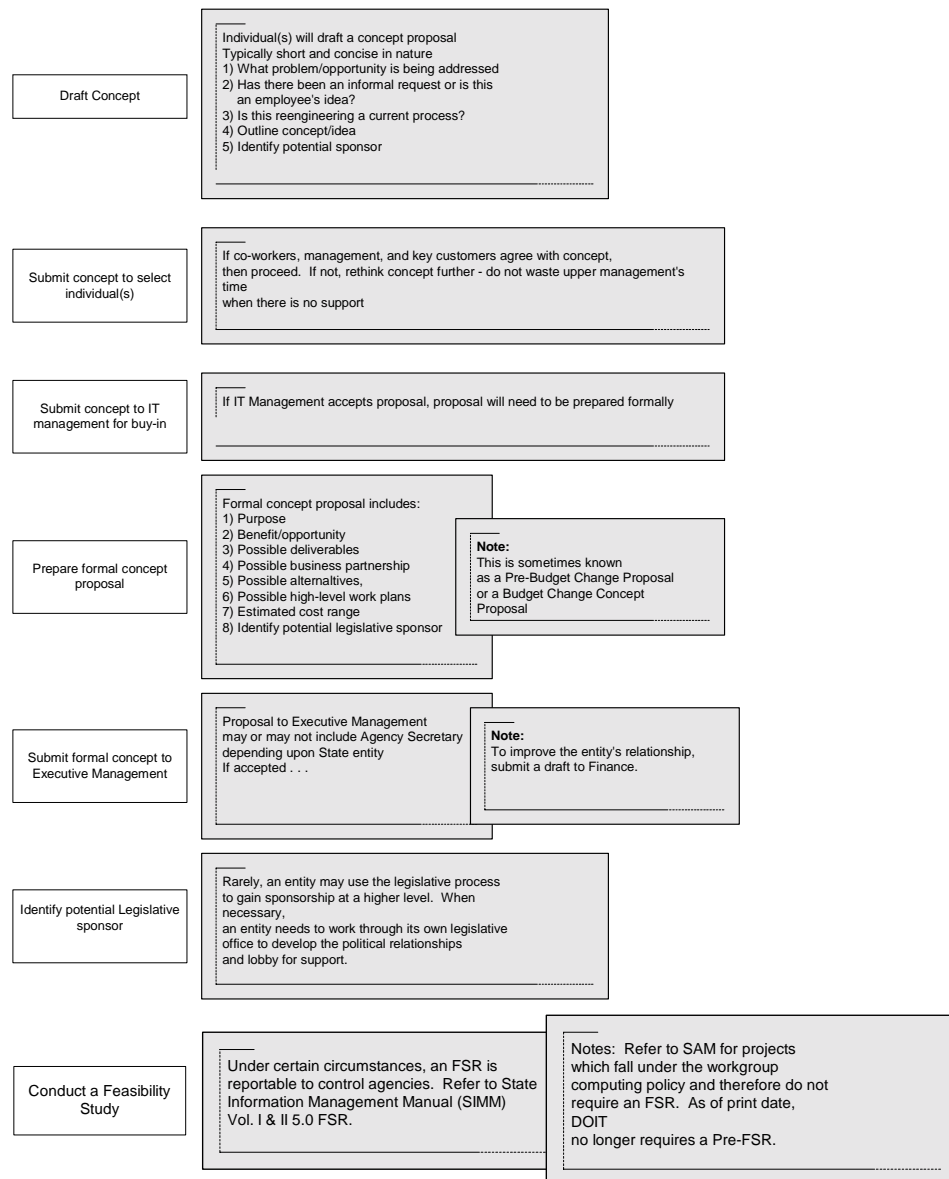 Draft Concept
Individual(s) will draft a concept proposal
Typically short and concise in nature
1) What problem/opportunity is being addressed
2) Has there been an informal request or is this
an employee's idea?
3) Is this reengineering a current process?
4) Outline concept/idea
5) Identify potential sponsor
Submit concept to select
individual(s)
If co-workers, management, and key customers agree with concept,
then proceed. If not, rethink concept further - do not waste upper management's
time
when there is no support
Submit concept to IT
management for buy-in
If IT Management accepts proposal, proposal will need to be prepared formally
Prepare formal concept
proposal
Formal concept proposal includes:
1) Purpose
2) Benefit/opportunity
3) Possible deliverables
4) Possible business partnership
5) Possible alternaltives,
6) Possible high-level work plans
7) Estimated cost range
8) Identify potential legislative sponsor
Note:
This is sometimes known
as a Pre-Budget Change Proposal
or a Budget Change Concept
Proposal
Submit formal concept to
Executive Management
Proposal to Executive Management
may or may not include Agency Secretary
depending upon State entity
If accepted . . .
Note:
To improve the entity's relationship,
submit a draft to Finance.
Identify potential Legislative
sponsor
Rarely, an entity may use the legislative process
to gain sponsorship at a higher level. When
necessary,
an entity needs to work through its own legislative
office to develop the political relationships
and lobby for support.
Conduct a Feasibility
Study
Under certain circumstances, an FSR is
reportable to control agencies. Refer to State
Information Management Manual (SIMM)
Vol. I & II 5.0 FSR.
Notes: Refer to SAM for projects
which fall under the workgroup
computing policy and therefore do not
require an FSR. As of print date,
DOIT
no longer requires a Pre-FSR.